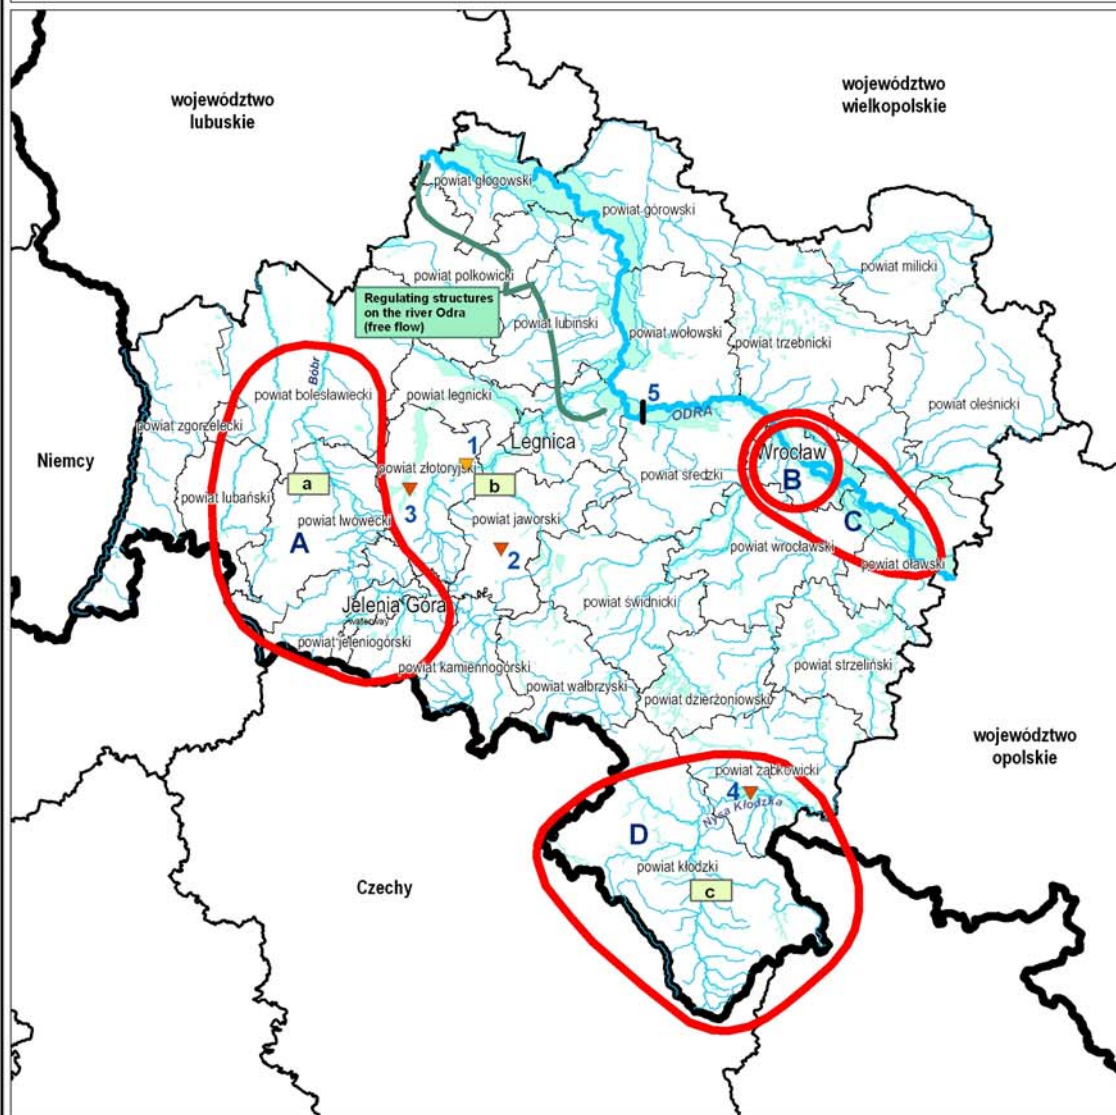 województwo
lubuskie
województwo
wielkopolskie
powiat głogowski
powiat górowski
powiat polkowicki
powiat milicki
Regulating structures
on the river Odra
(free flow)
powiat lubiński
powiat wołowski
powiat trzebnicki
Bóbr
powiat bolesławiecki
powiat legnicki
5
ODRA
powiat oleśnicki
powiat zgorzelecki
1
Legnica
Wrocław
Niemcy
powiat złotoryjski
powiat średzki
B
powiat lubański
a
b
3
C
powiat lwówecki
powiat jaworski
A
2
powiat wrocławski
powiat oławski
Jelenia Góra
powiat świdnicki
powiat jeleniogórski
powiat kamiennogórski
powiat strzeliński
powiat wałbrzyski
powiat dzierżoniowski
województwo
opolskie
powiat ząbkowicki
4
Nysa Kłodzka
D
powiat kłodzki
Czechy
c